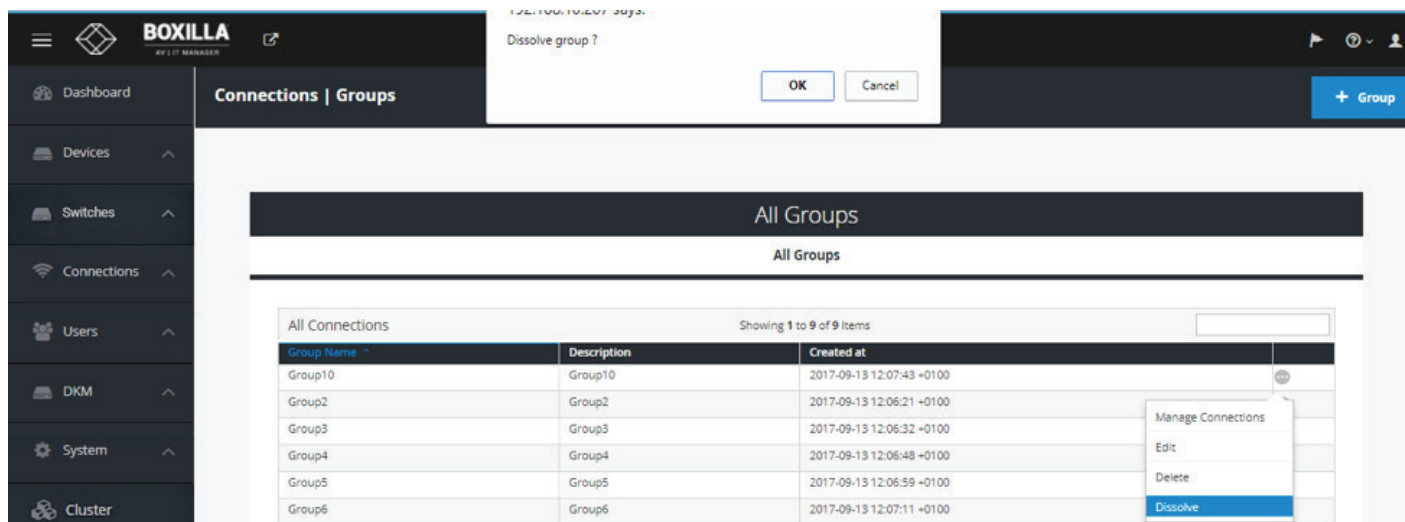 192.168.16.267 says:
Dissolve group ?
OK Cancel
BOXILLA
AV | IT MANAGER
Connections | Groups
+ Group
Dashboard
Devices
Switches
Connections
Users
DKM
System
Cluster
All Groups
All Groups
All Connections Showing 1 to 9 of 9 Items
Group Name Description Created at
Group10 Group10 2017-09-13 12:07:43 +0100
Group2 Group2 2017-09-13 12:06:21 +0100
Group3 Group3 2017-09-13 12:06:32 +0100
Group4 Group4 2017-09-13 12:06:48 +0100
Group5 Group5 2017-09-13 12:06:59 +0100
Group6 Group6 2017-09-13 12:07:11 +0100
Manage Connections
Edit
Delete
Dissolve